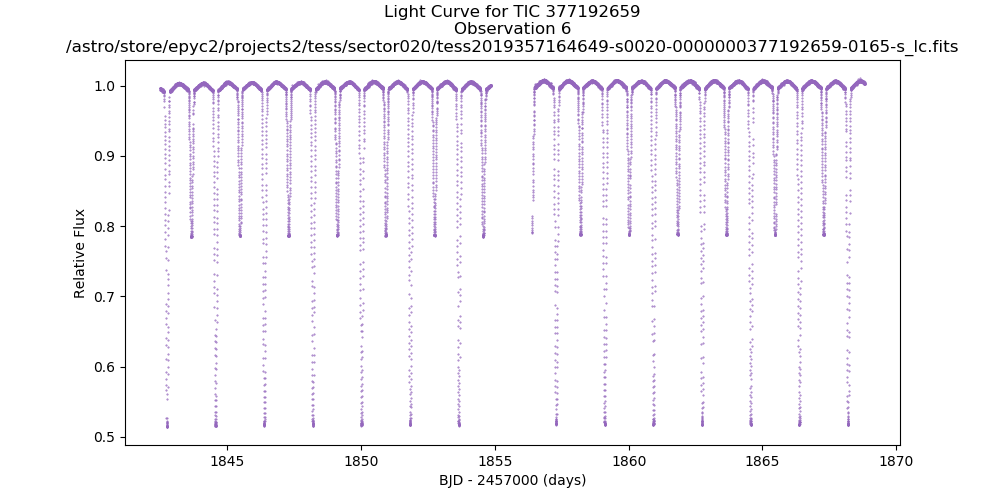 Light Curve for TIC 377192659
Observation 6
/astro/store/epyc2/projects2/tess/sector020/tess2019357164649-s0020-0000000377192659-0165-s_lc.fits
1.0
0.9
0.8
0.7
0.6
0.5
Relative Flux
1845 1850 1855 1860 1865 1870
BJD - 2457000 (days)